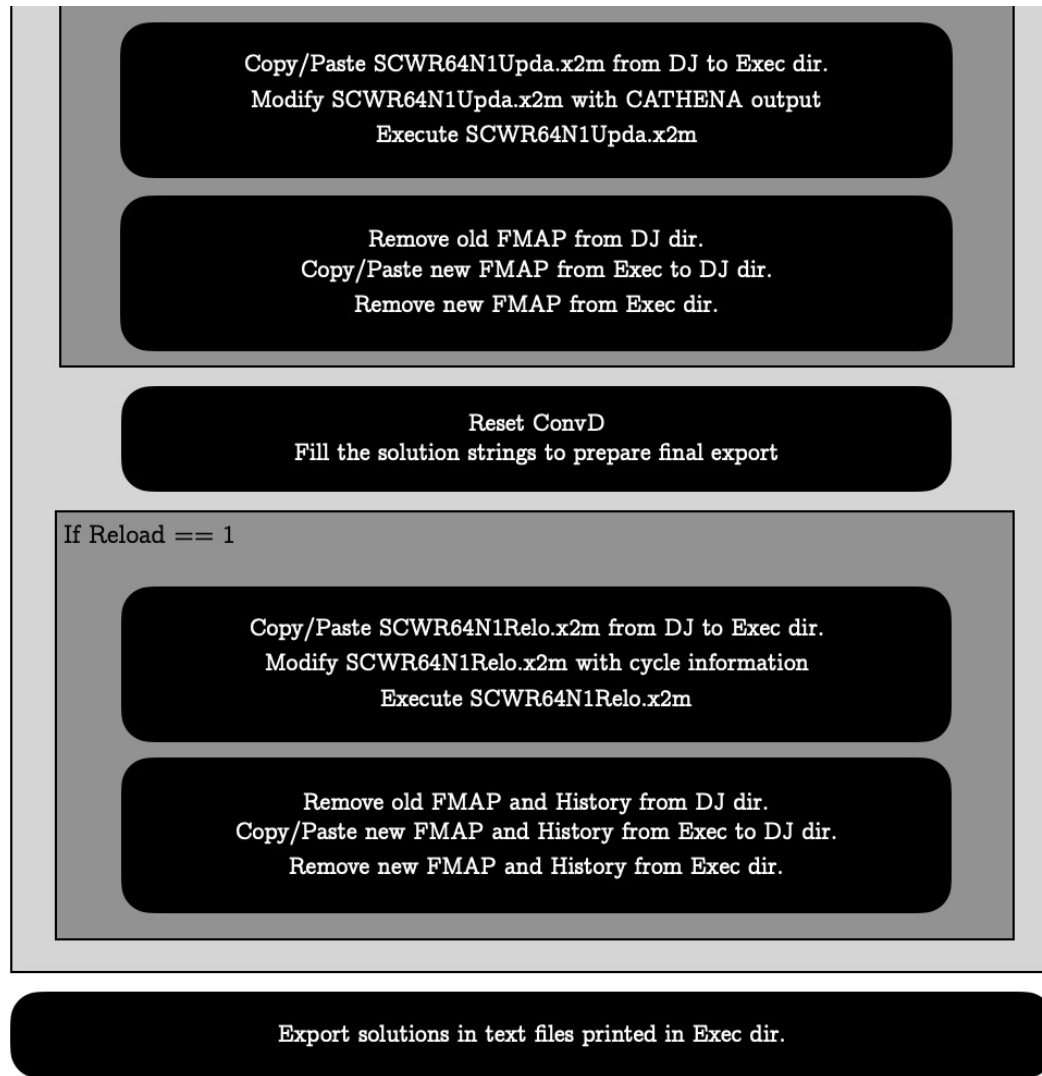 Copy/Paste SCWR64N1Upda.x2m from DJ to Exec dir.
Modify SCWR64N1Upda.x2m with CATHENA output
Execute SCWR64N1Upda.x2m
Remove old FMAP from DJ dir.
Copy/Paste new FMAP from Exec to DJ dir.
Remove new FMAP from Exec dir.
Reset ConvD
Fill the solution strings to prepare final export
If Reload == 1
Copy/Paste SCWR64N1Relo.x2m from DJ to Exec dir.
Modify SCWR64N1Relo.x2m with cycle information
Execute SCWR64N1Relo.x2m
Remove old FMAP and History from DJ dir.
Copy/Paste new FMAP and History from Exec to DJ dir.
Remove new FMAP and History from Exec dir.
Export solutions in text files printed in Exec dir.